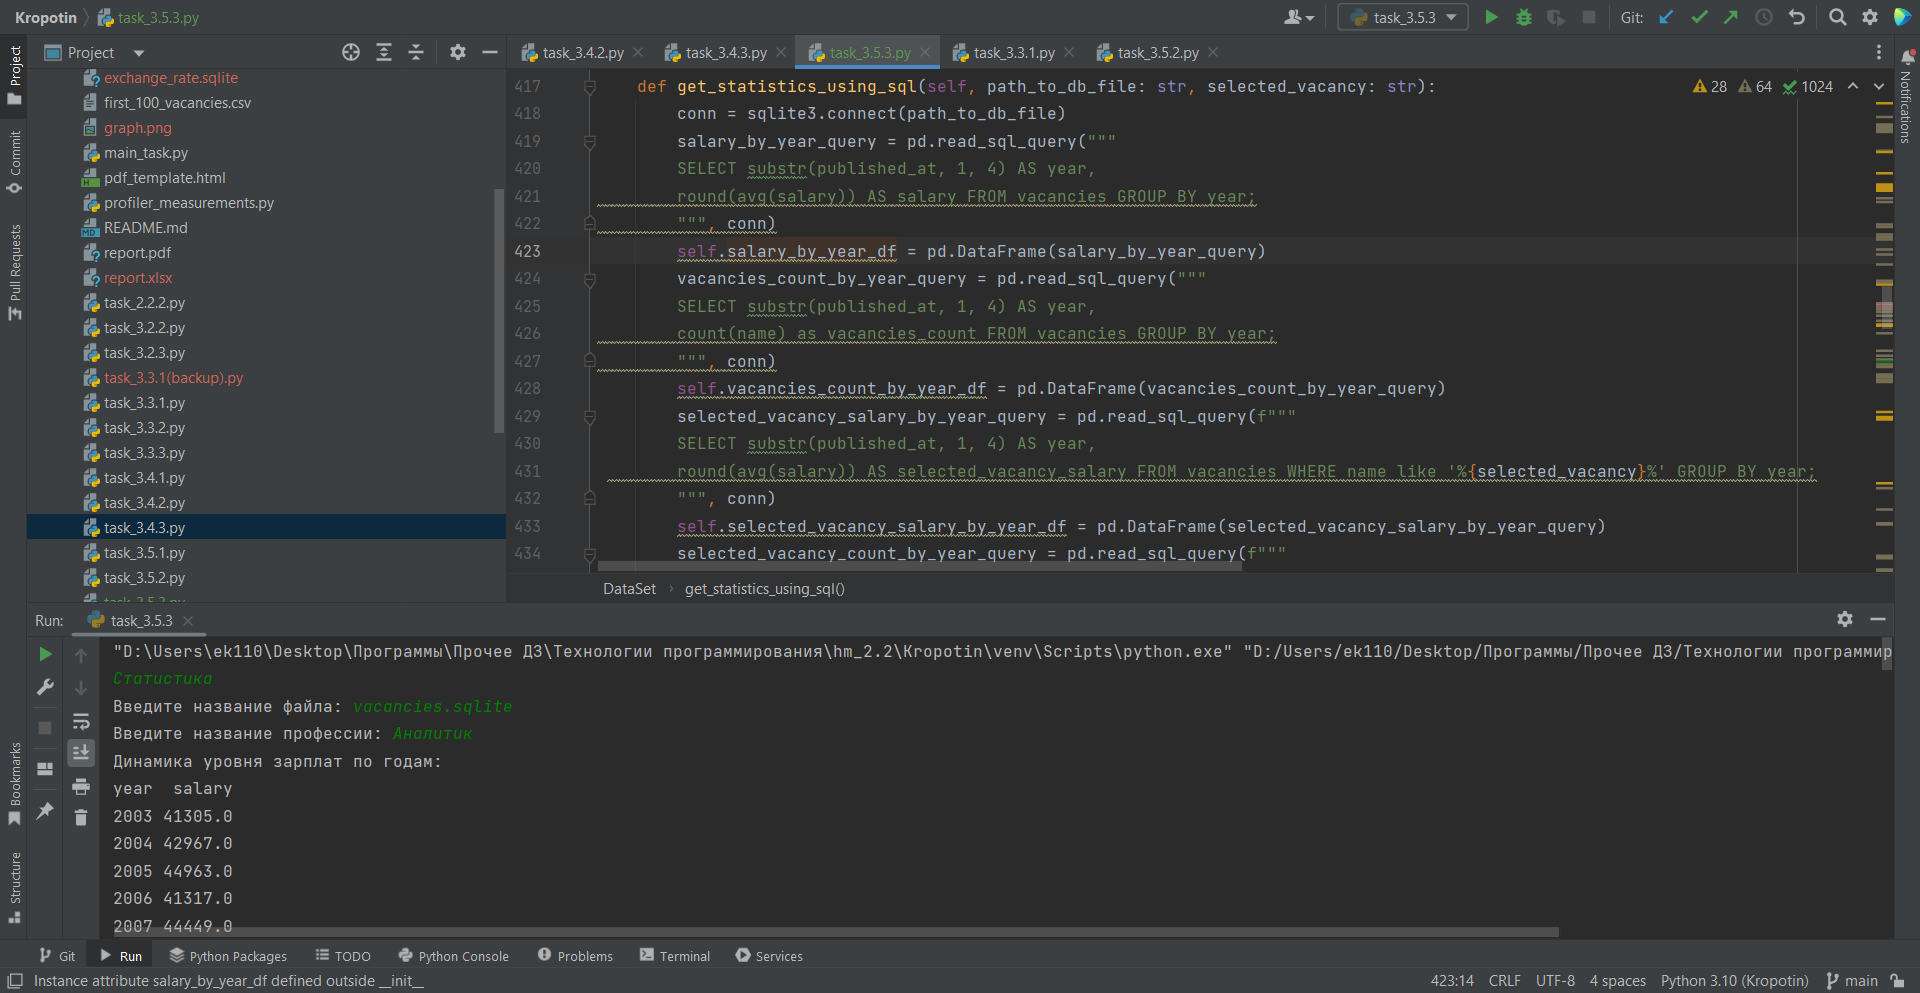 Kropotin
task_3.5.3.py
task_3.5.3
Git:
Project
task_3.4.2.py
task_3.4.3.py
task_3.5.3.py
task_3.3.1.py
task_3.5.2.py
Project
Commit
Pull Requests
Bookmarks
Structure
Notifications
exchange_rate.sqlite
first_100_vacancies.csv
graph.png
main_task.py
pdf_template.html
profiler_measurements.py
README.md
report.pdf
report.xlsx
task_2.2.2.py
task_3.2.2.py
task_3.2.3.py
task_3.3.1(backup).py
task_3.3.1.py
task_3.3.2.py
task_3.3.3.py
task_3.4.1.py
task_3.4.2.py
task_3.4.3.py
task_3.5.1.py
task_3.5.2.py
task_3.5.3.py
28 64 1024
417 def get_statistics_using_sql(self, path_to_db_file: str, selected_vacancy: str):
418 conn = sqlite3.connect(path_to_db_file)
419 salary_by_year_query = pd.read_sql_query("""
420 SELECT substr(published_at, 1, 4) AS year,
421 round(avg(salary)) AS salary FROM vacancies GROUP BY year;
422 """, conn)
423 self.salary_by_year_df = pd.DataFrame(salary_by_year_query)
424 vacancies_count_by_year_query = pd.read_sql_query("""
425 SELECT substr(published_at, 1, 4) AS year,
426 count(name) as vacancies_count FROM vacancies GROUP BY year;
427 """, conn)
428 self.vacancies_count_by_year_df = pd.DataFrame(vacancies_count_by_year_query)
429 selected_vacancy_salary_by_year_query = pd.read_sql_query(f"""
430 SELECT substr(published_at, 1, 4) AS year,
431 round(avg(salary)) AS selected_vacancy_salary FROM vacancies WHERE name like '%{selected_vacancy}%' GROUP BY year;
432 """, conn)
433 self.selected_vacancy_salary_by_year_df = pd.DataFrame(selected_vacancy_salary_by_year_query)
434 selected_vacancy_count_by_year_query = pd.read_sql_query(f"""
DataSet get_statistics_using_sql()
Run: task_3.5.3
"D:\Users\ek110\Desktop\Программы\Прочее ДЗ\Технологии программирования\hm_2.2\Kropotin\venv\Scripts\python.exe" "D:/Users/ek110/Desktop/Программы/Прочее ДЗ/Технологии программир
Статистика
Введите название файла: vacancies.sqlite
Введите название профессии: Аналитик
Динамика уровня зарплат по годам:
year salary
2003 41305.0
2004 42967.0
2005 44963.0
2006 41317.0
2007 44449.0
Git Run Python Packages TODO Python Console Problems Terminal Services
Instance attribute salary_by_year_df defined outside __init__
423:14 CRLF UTF-8 4 spaces Python 3.10 (Kropotin) main